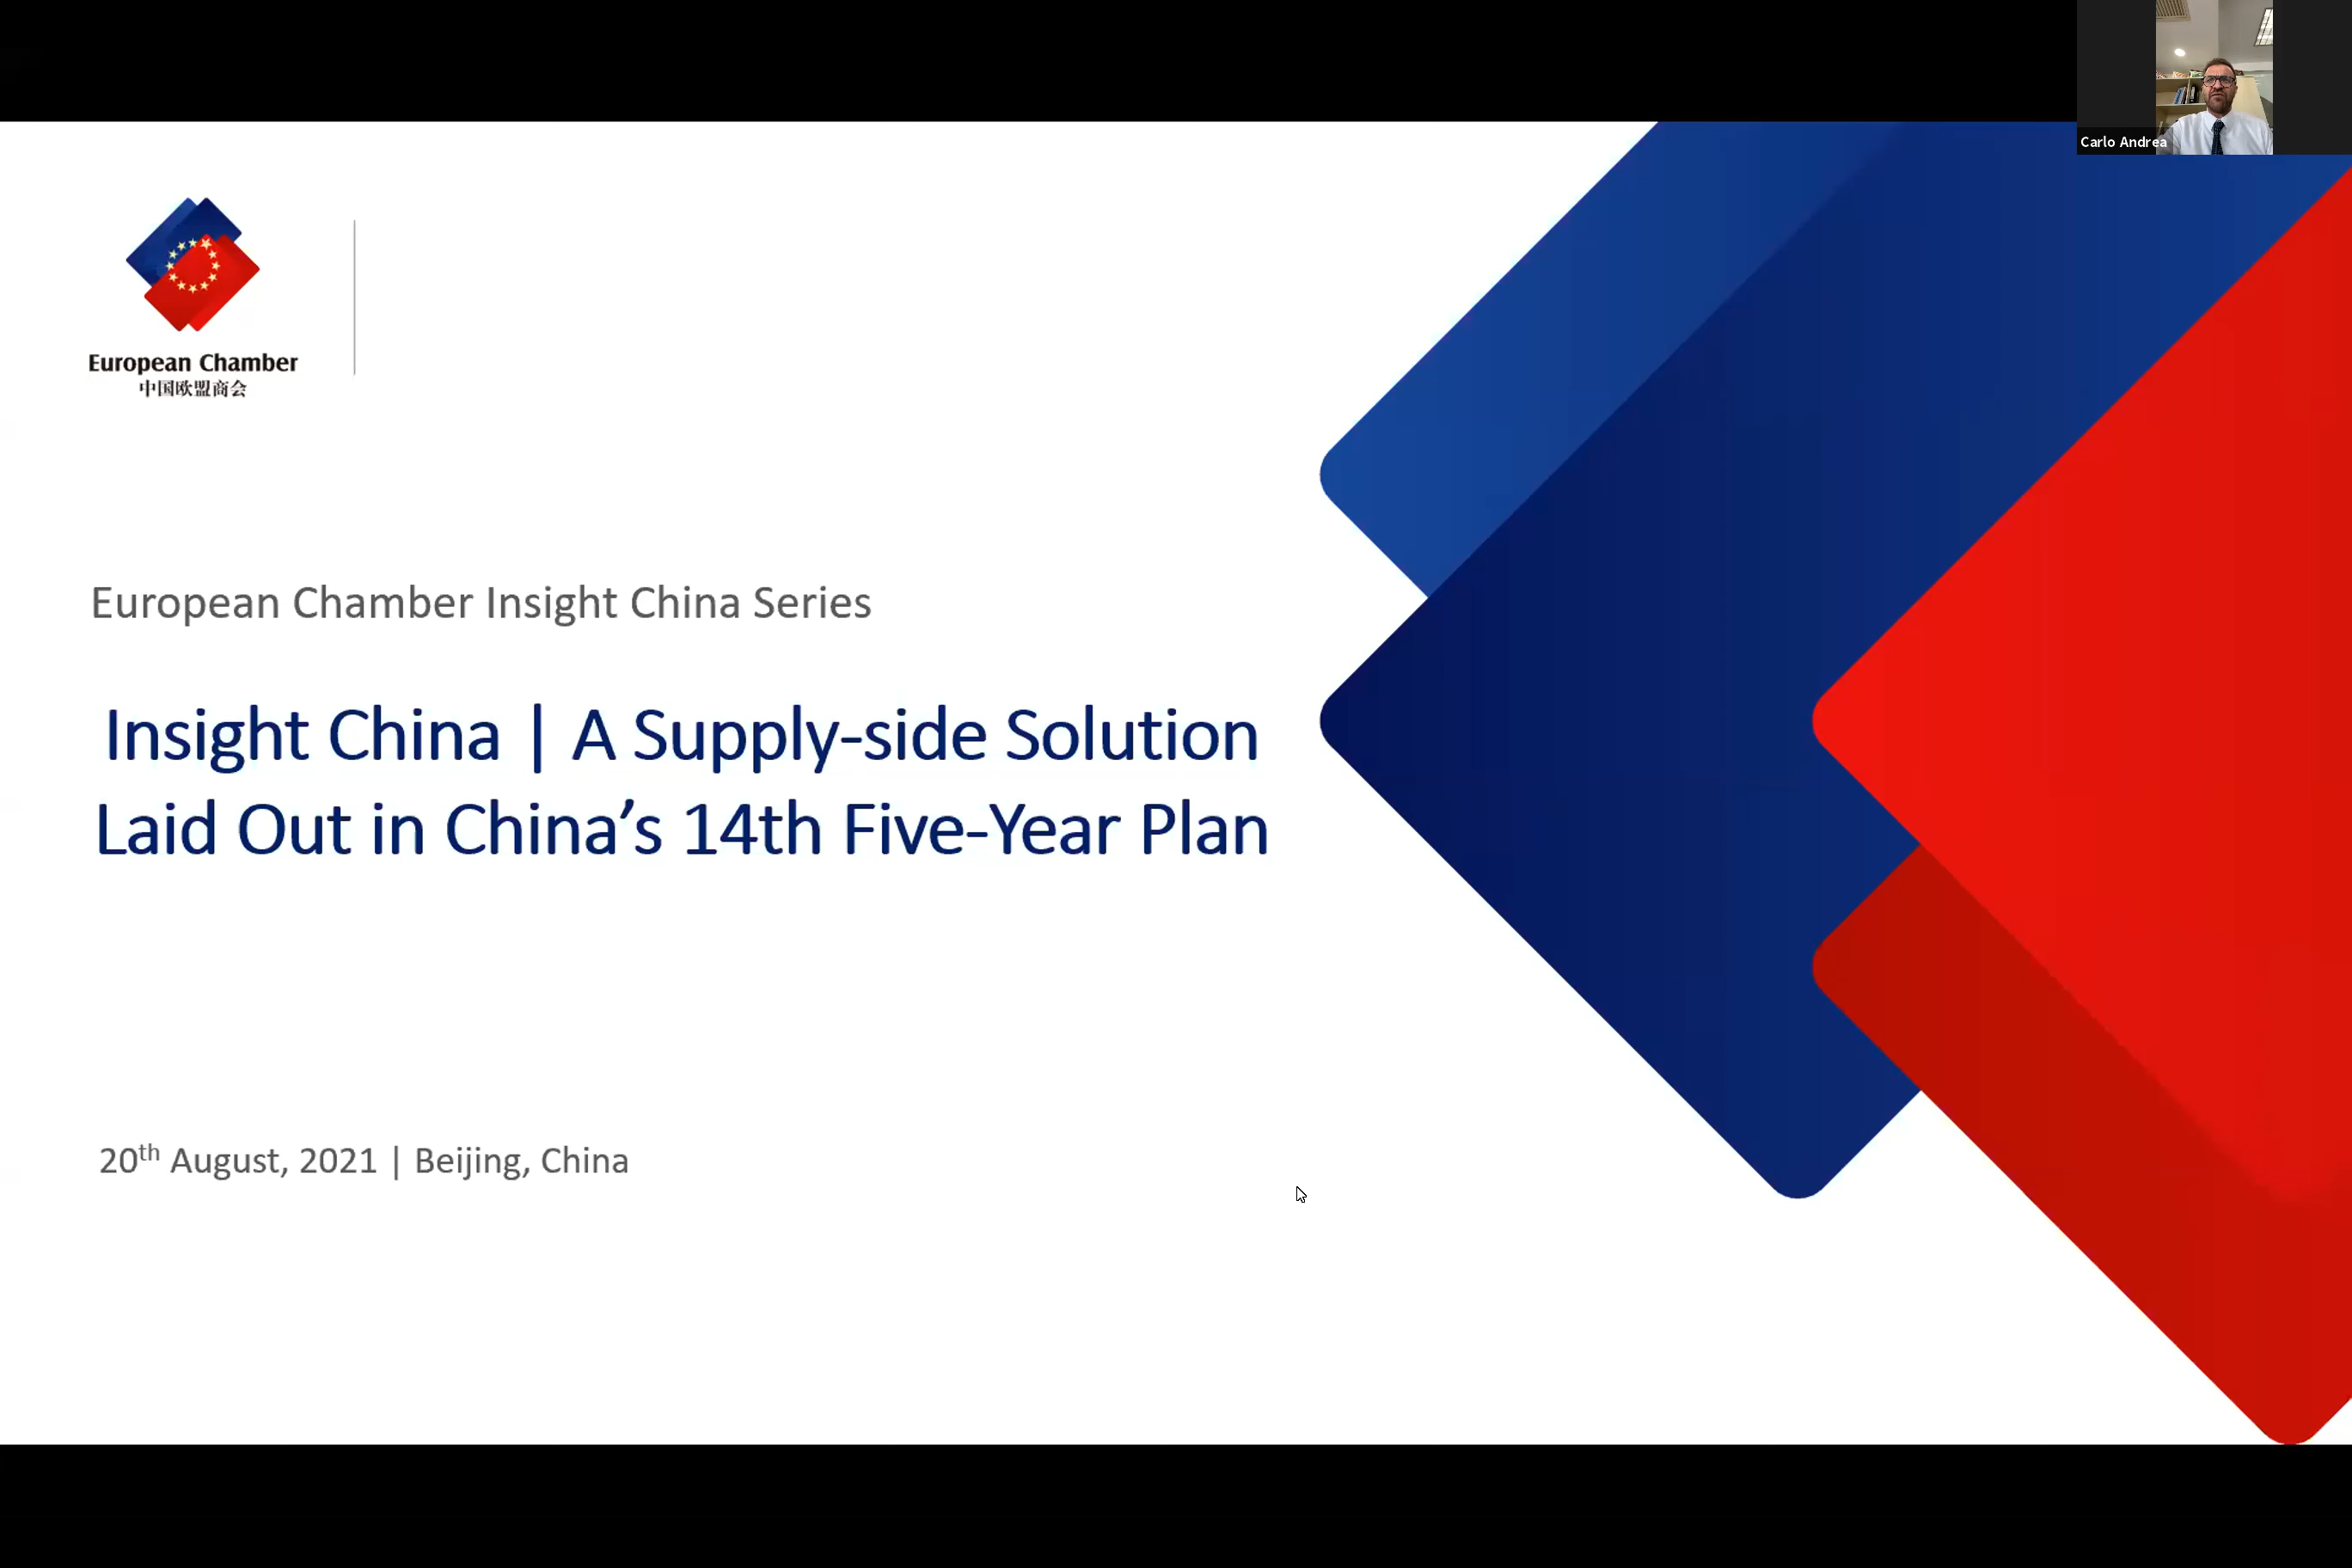 Carlo Andrea
European Chamber
中国欧盟商会
European Chamber Insight China Series
Insight China | A Supply-side Solution
Laid Out in China’s 14th Five-Year Plan
20th August, 2021 | Beijing, China